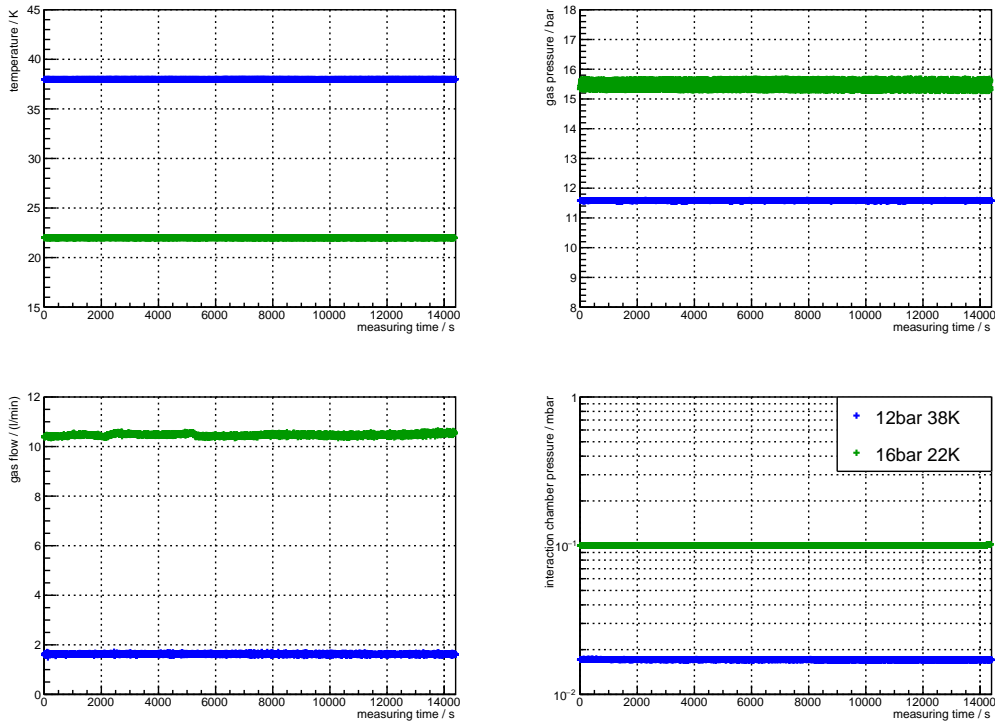 temperature / K
45
40
35
30
25
20
15
0 2000 4000 6000 8000 10000 12000 14000
measuring time / s
gas pressure / bar
18
17
16
15
14
13
12
11
10
9
8
0 2000 4000 6000 8000 10000 12000 14000
measuring time / s
gas flow / (l/min)
12
10
8
6
4
2
0
0 2000 4000 6000 8000 10000 12000 14000
measuring time / s
interaction chamber pressure / mbar
1
10⁻¹
10⁻²
12bar 38K
16bar 22K
0 2000 4000 6000 8000 10000 12000 14000
measuring time / s